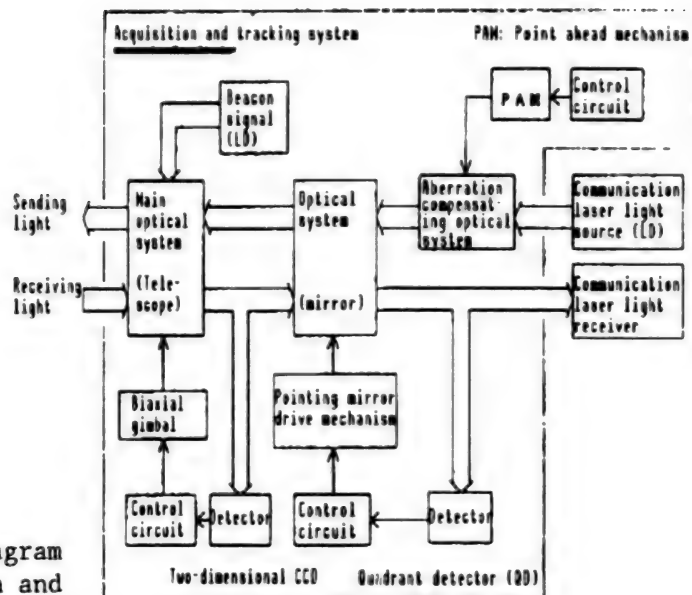 Acquisition and tracking system
PAM: Point ahead mechanism
Beacon
signal
(LD)
PAM
Control
circuit
Sending
light
Main
optical
system
(Tele-
scope)
Optical
system
(mirror)
Aberration
compensat-
ing optical
system
Communication
laser light
source (LD)
Receiving
light
Communication
laser light
receiver
Biaxial
gimbal
Pointing mirror
drive mechanism
Control
circuit
Detector
Control
circuit
Detector
Two-dimensional CCD
Quadrant detector (QD)
agram
and